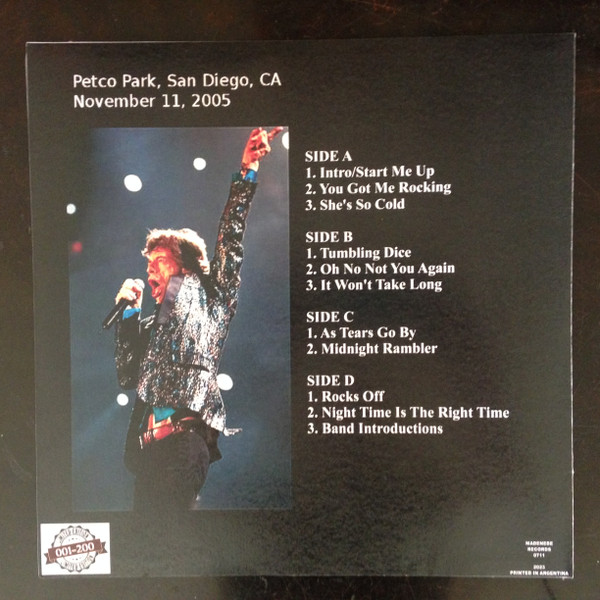 Petco Park, San Diego, CA
November 11, 2005
SIDE A
1. Intro/Start Me Up
2. You Got Me Rocking
3. She's So Cold
SIDE B
1. Tumbling Dice
2. Oh No Not You Again
3. It Won't Take Long
SIDE C
1. As Tears Go By
2. Midnight Rambler
SIDE D
1. Rocks Off
2. Night Time Is The Right Time
3. Band Introductions
001-200
RECORDS
0711
PRINTED IN ARGENTINA